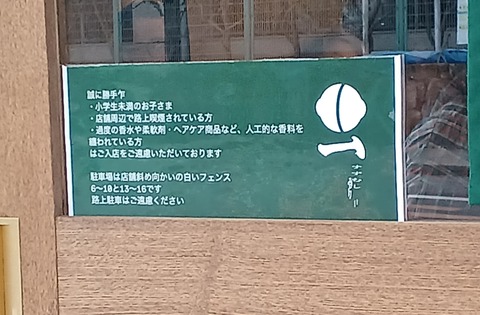 誠に勝手乍
・小学生未満のお子さま
・店舗周辺で路上喫煙されている方
・過度の香水や柔軟剤・ヘアケア商品など、人工的な香料を
纏われている方
はご入店をご遠慮いただいております
駐車場は店舗斜め向かいの白いフェンス
6〜10と13〜16です
路上駐車はご遠慮ください